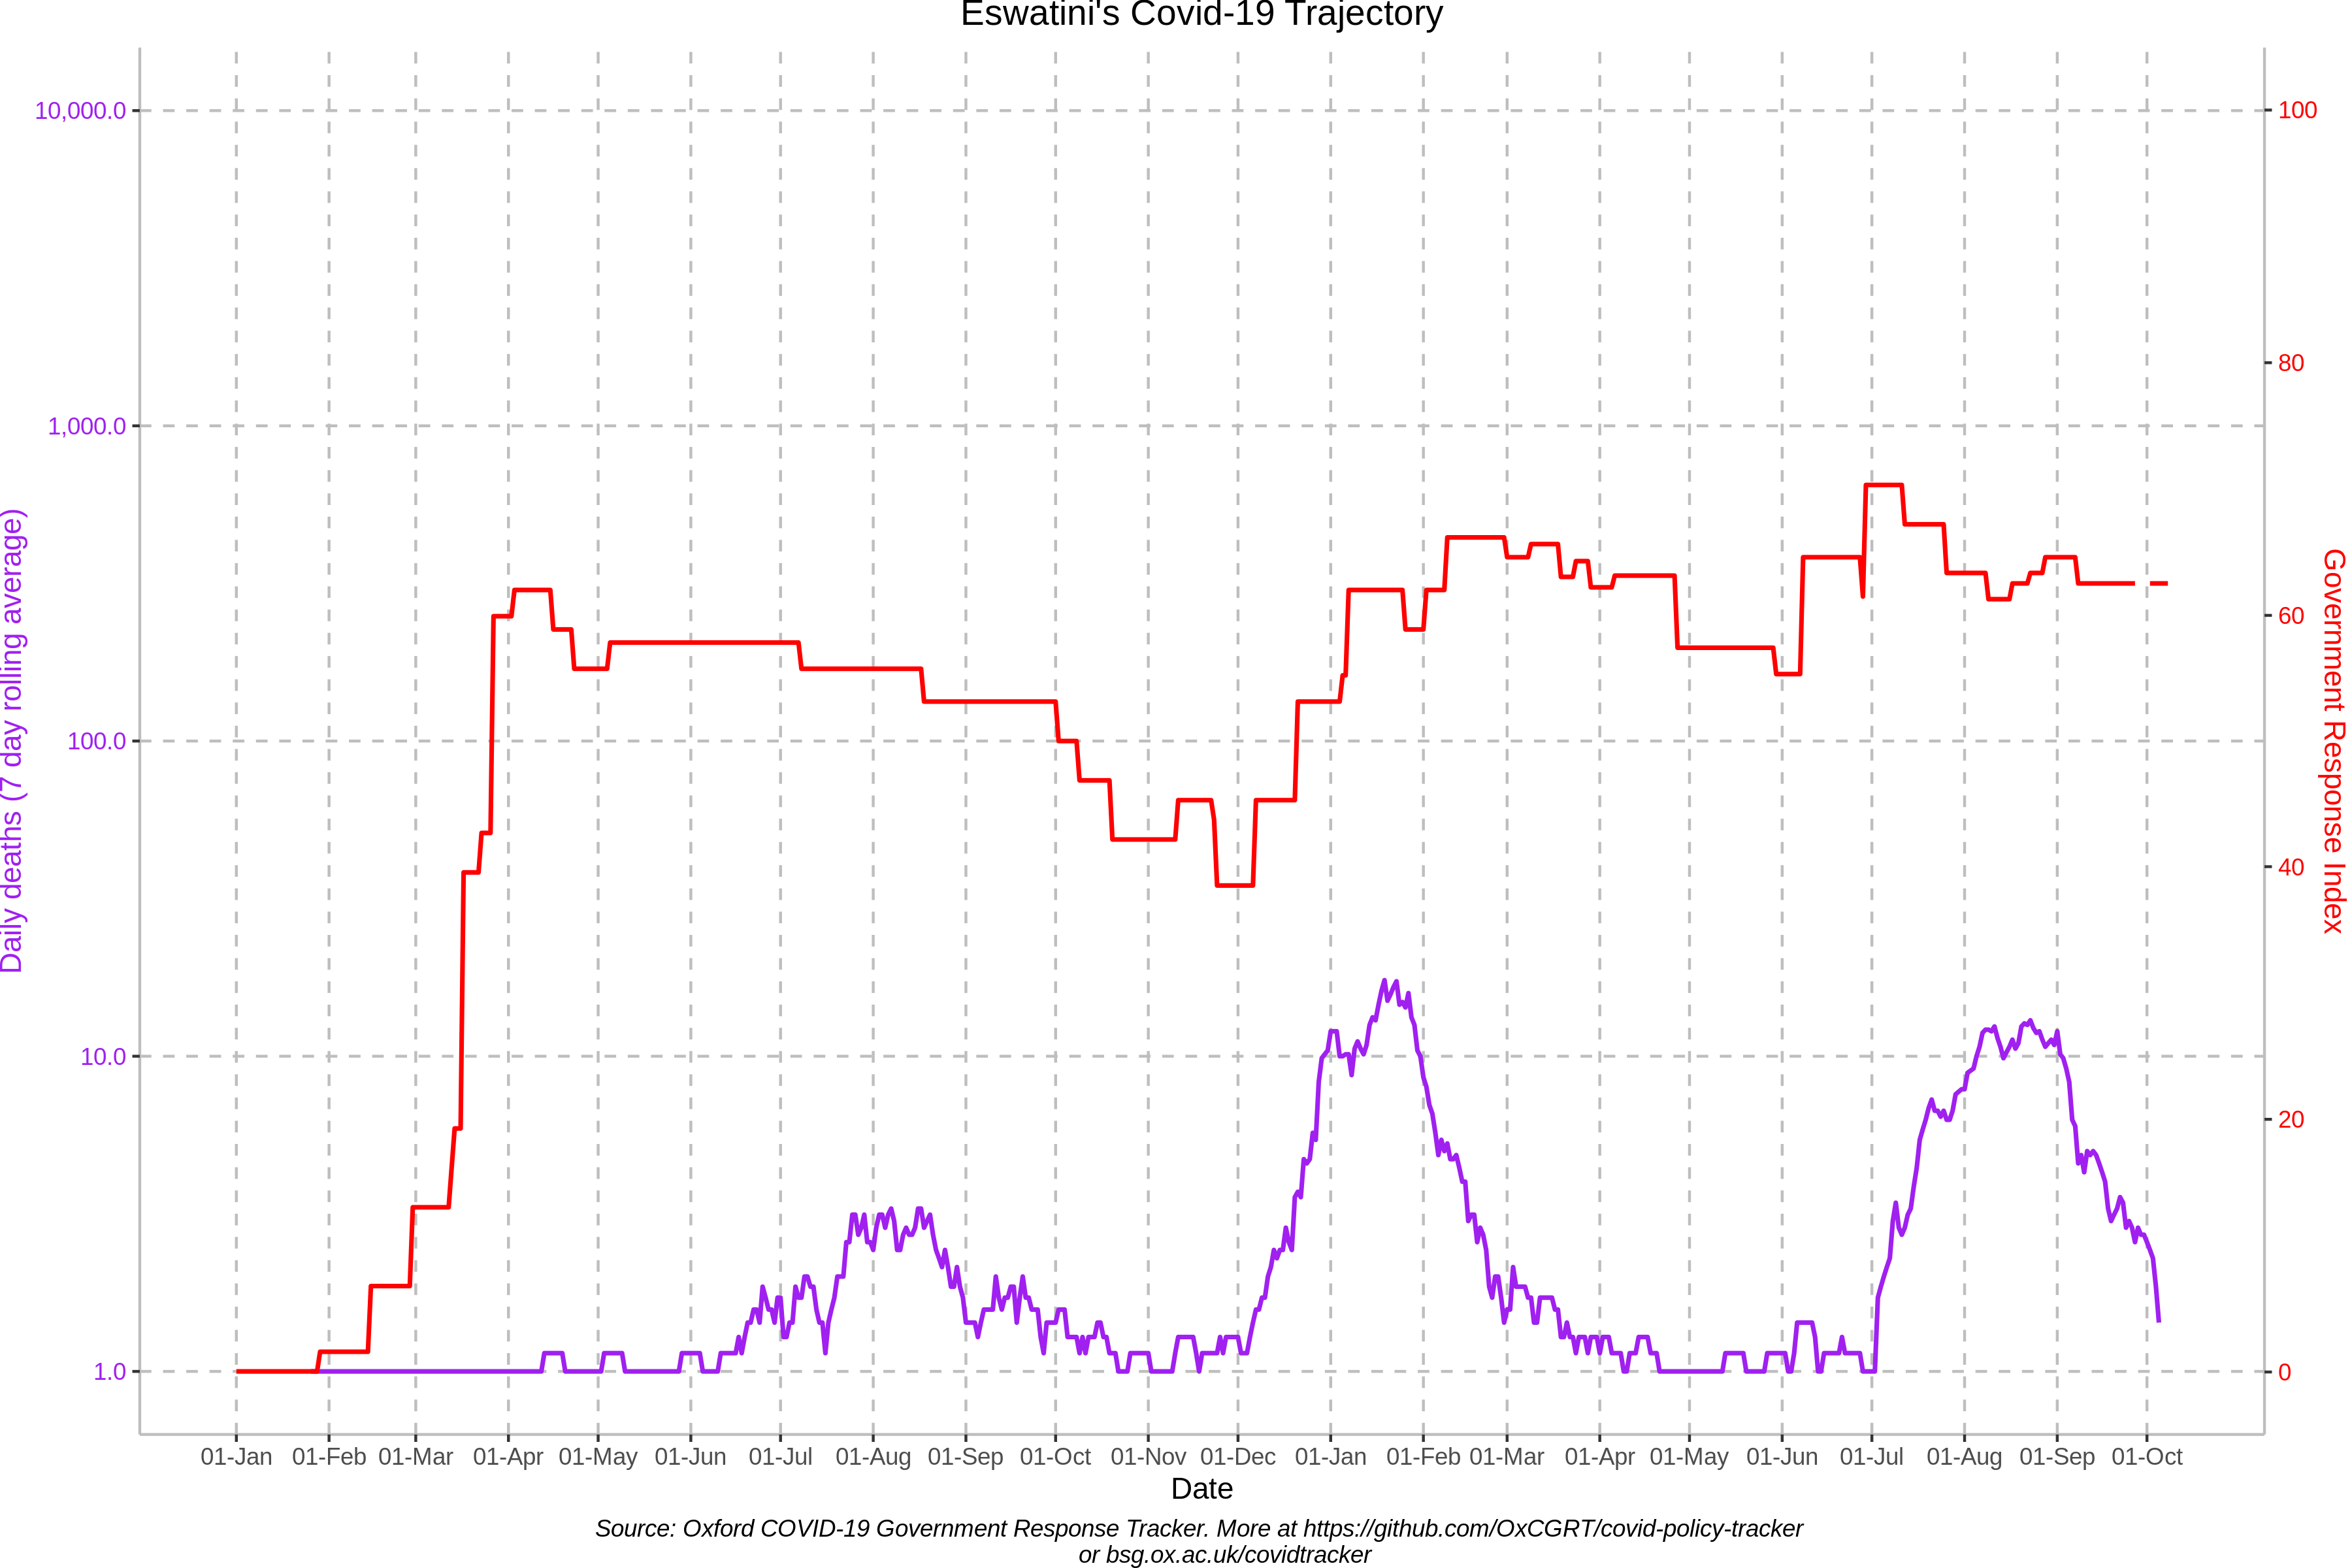 Eswatini's Covid-19 Trajectory
10,000.0
1,000.0
100.0
10.0
1.0
Daily deaths (7 day rolling average)
100
80
60
40
20
0
Government Response Index
01-Jan 01-Feb 01-Mar 01-Apr 01-May 01-Jun 01-Jul 01-Aug 01-Sep 01-Oct 01-Nov 01-Dec 01-Jan 01-Feb 01-Mar 01-Apr 01-May 01-Jun 01-Jul 01-Aug 01-Sep 01-Oct
Date
Source: Oxford COVID-19 Government Response Tracker. More at https://github.com/OxCGRT/covid-policy-tracker
or bsg.ox.ac.uk/covidtracker